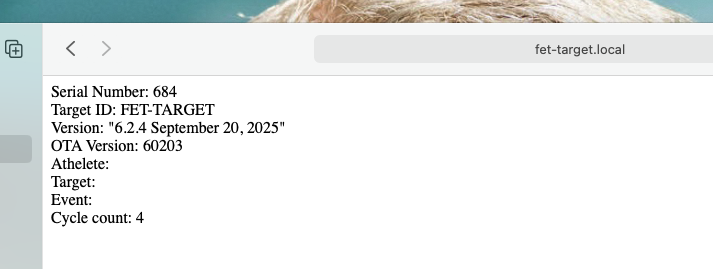 fet-target.local
Serial Number: 684
Target ID: FET-TARGET
Version: "6.2.4 September 20, 2025"
OTA Version: 60203
Athelete:
Target:
Event:
Cycle count: 4